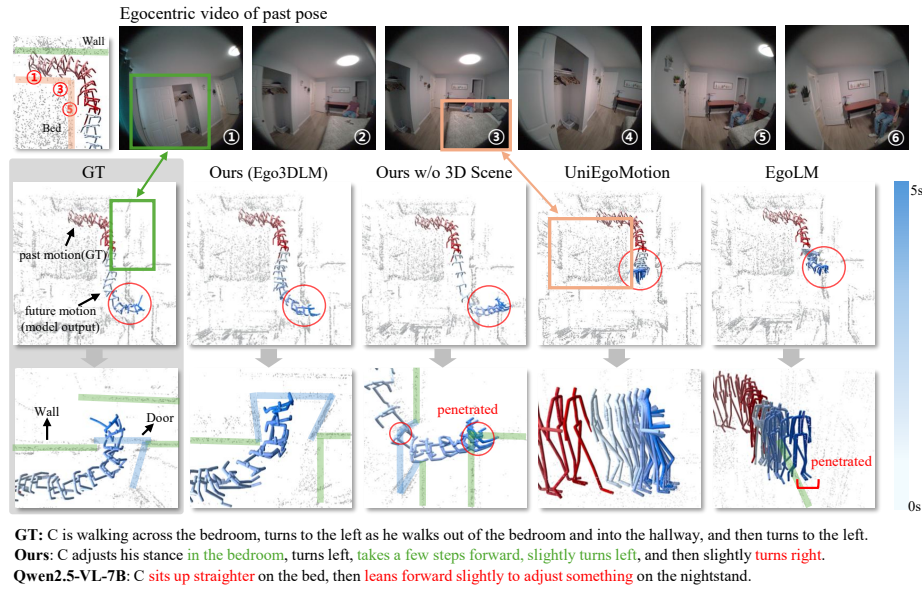 Egocentric video of past pose
Wall
①
③
⑤
Bed
①
②
③
④
⑤
⑥
GT
Ours (Ego3DLM)
Ours w/o 3D Scene
UniEgoMotion
EgoLM
5s
past motion(GT)
future motion
(model output)
Wall
Door
penetrated
penetrated
0s
GT: C is walking across the bedroom, turns to the left as he walks out of the bedroom and into the hallway, and then turns to the left.
Ours: C adjusts his stance in the bedroom, turns left, takes a few steps forward, slightly turns left, and then slightly turns right.
Qwen2.5-VL-7B: C sits up straighter on the bed, then leans forward slightly to adjust something on the nightstand.